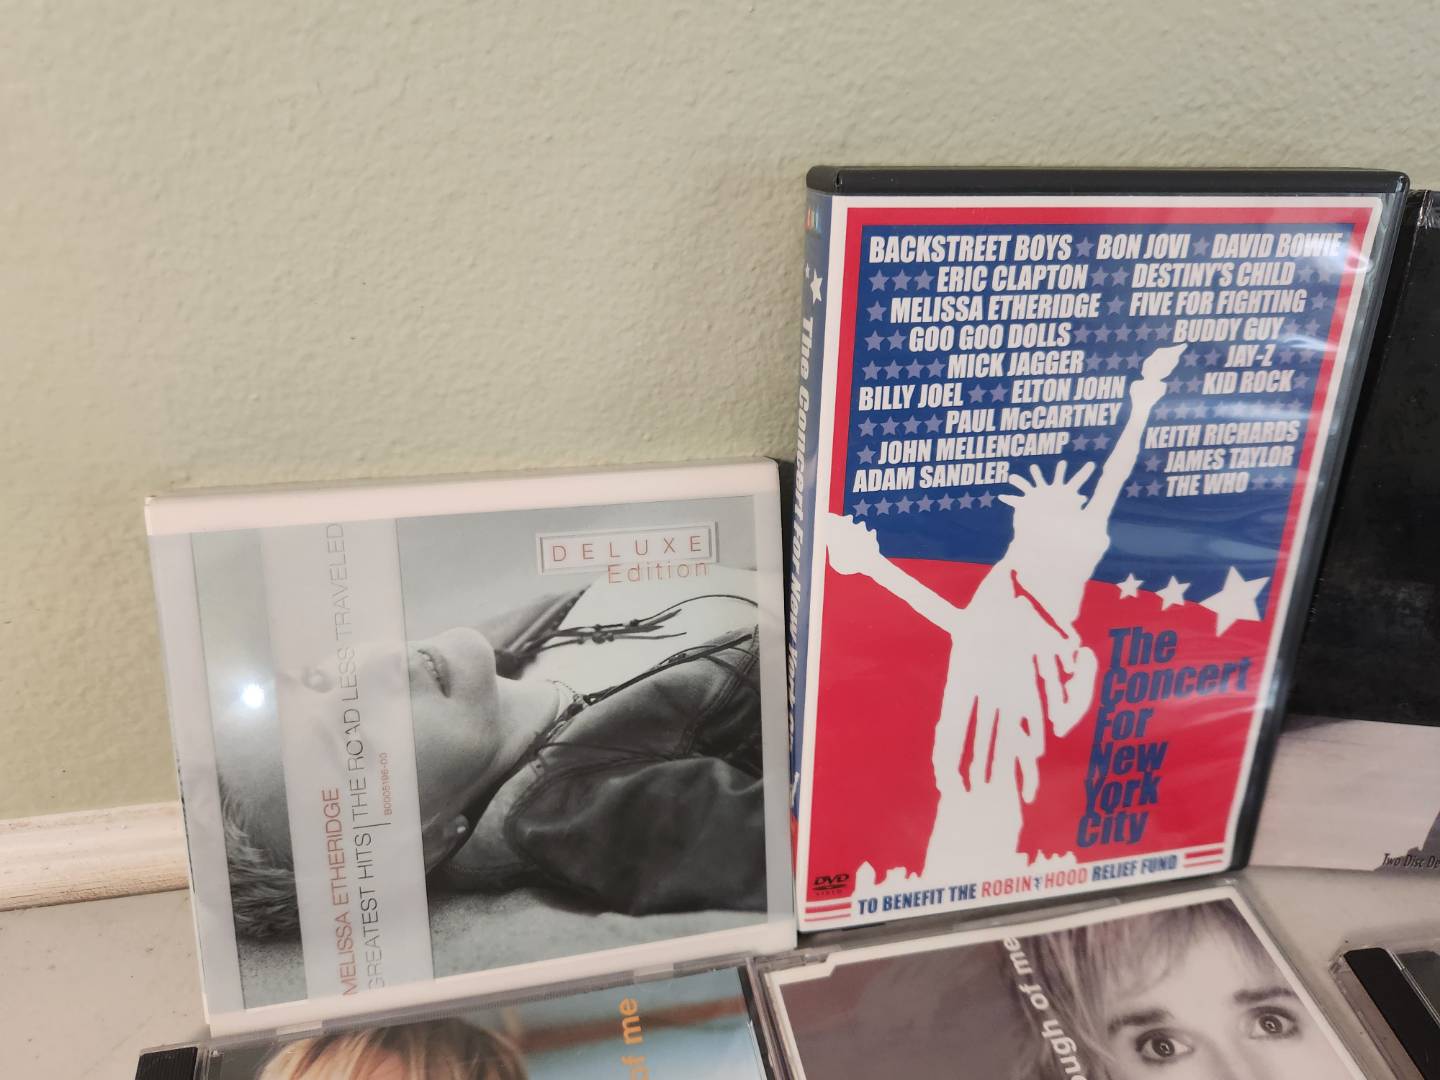 DELUXE
Edition
MELISSA ETHERIDGE
GREATEST HITS | THE ROAD LESS TRAVELED
The Concert For New York
BACKSTREET BOYS ★ BON JOVI ★ DAVID BOWIE
ERIC CLAPTON ★★ DESTINY'S CHILD
MELISSA ETHERIDGE ★ FIVE FOR FIGHTING
GOO GOO DOLLS ★★★★★ BUDDY GUY
MICK JAGGER JAY-Z
BILLY JOEL ★★ ELTON JOHN KID ROCK
PAUL McCARTNEY
JOHN MELLENCAMP KEITH RICHARDS
ADAM SANDLER JAMES TAYLOR
THE WHO
The
Concert
For
New
York
City
DVD
VIDEO
TO BENEFIT THE ROBIN HOOD RELIEF FUND
Two Disc
of me
ough of me